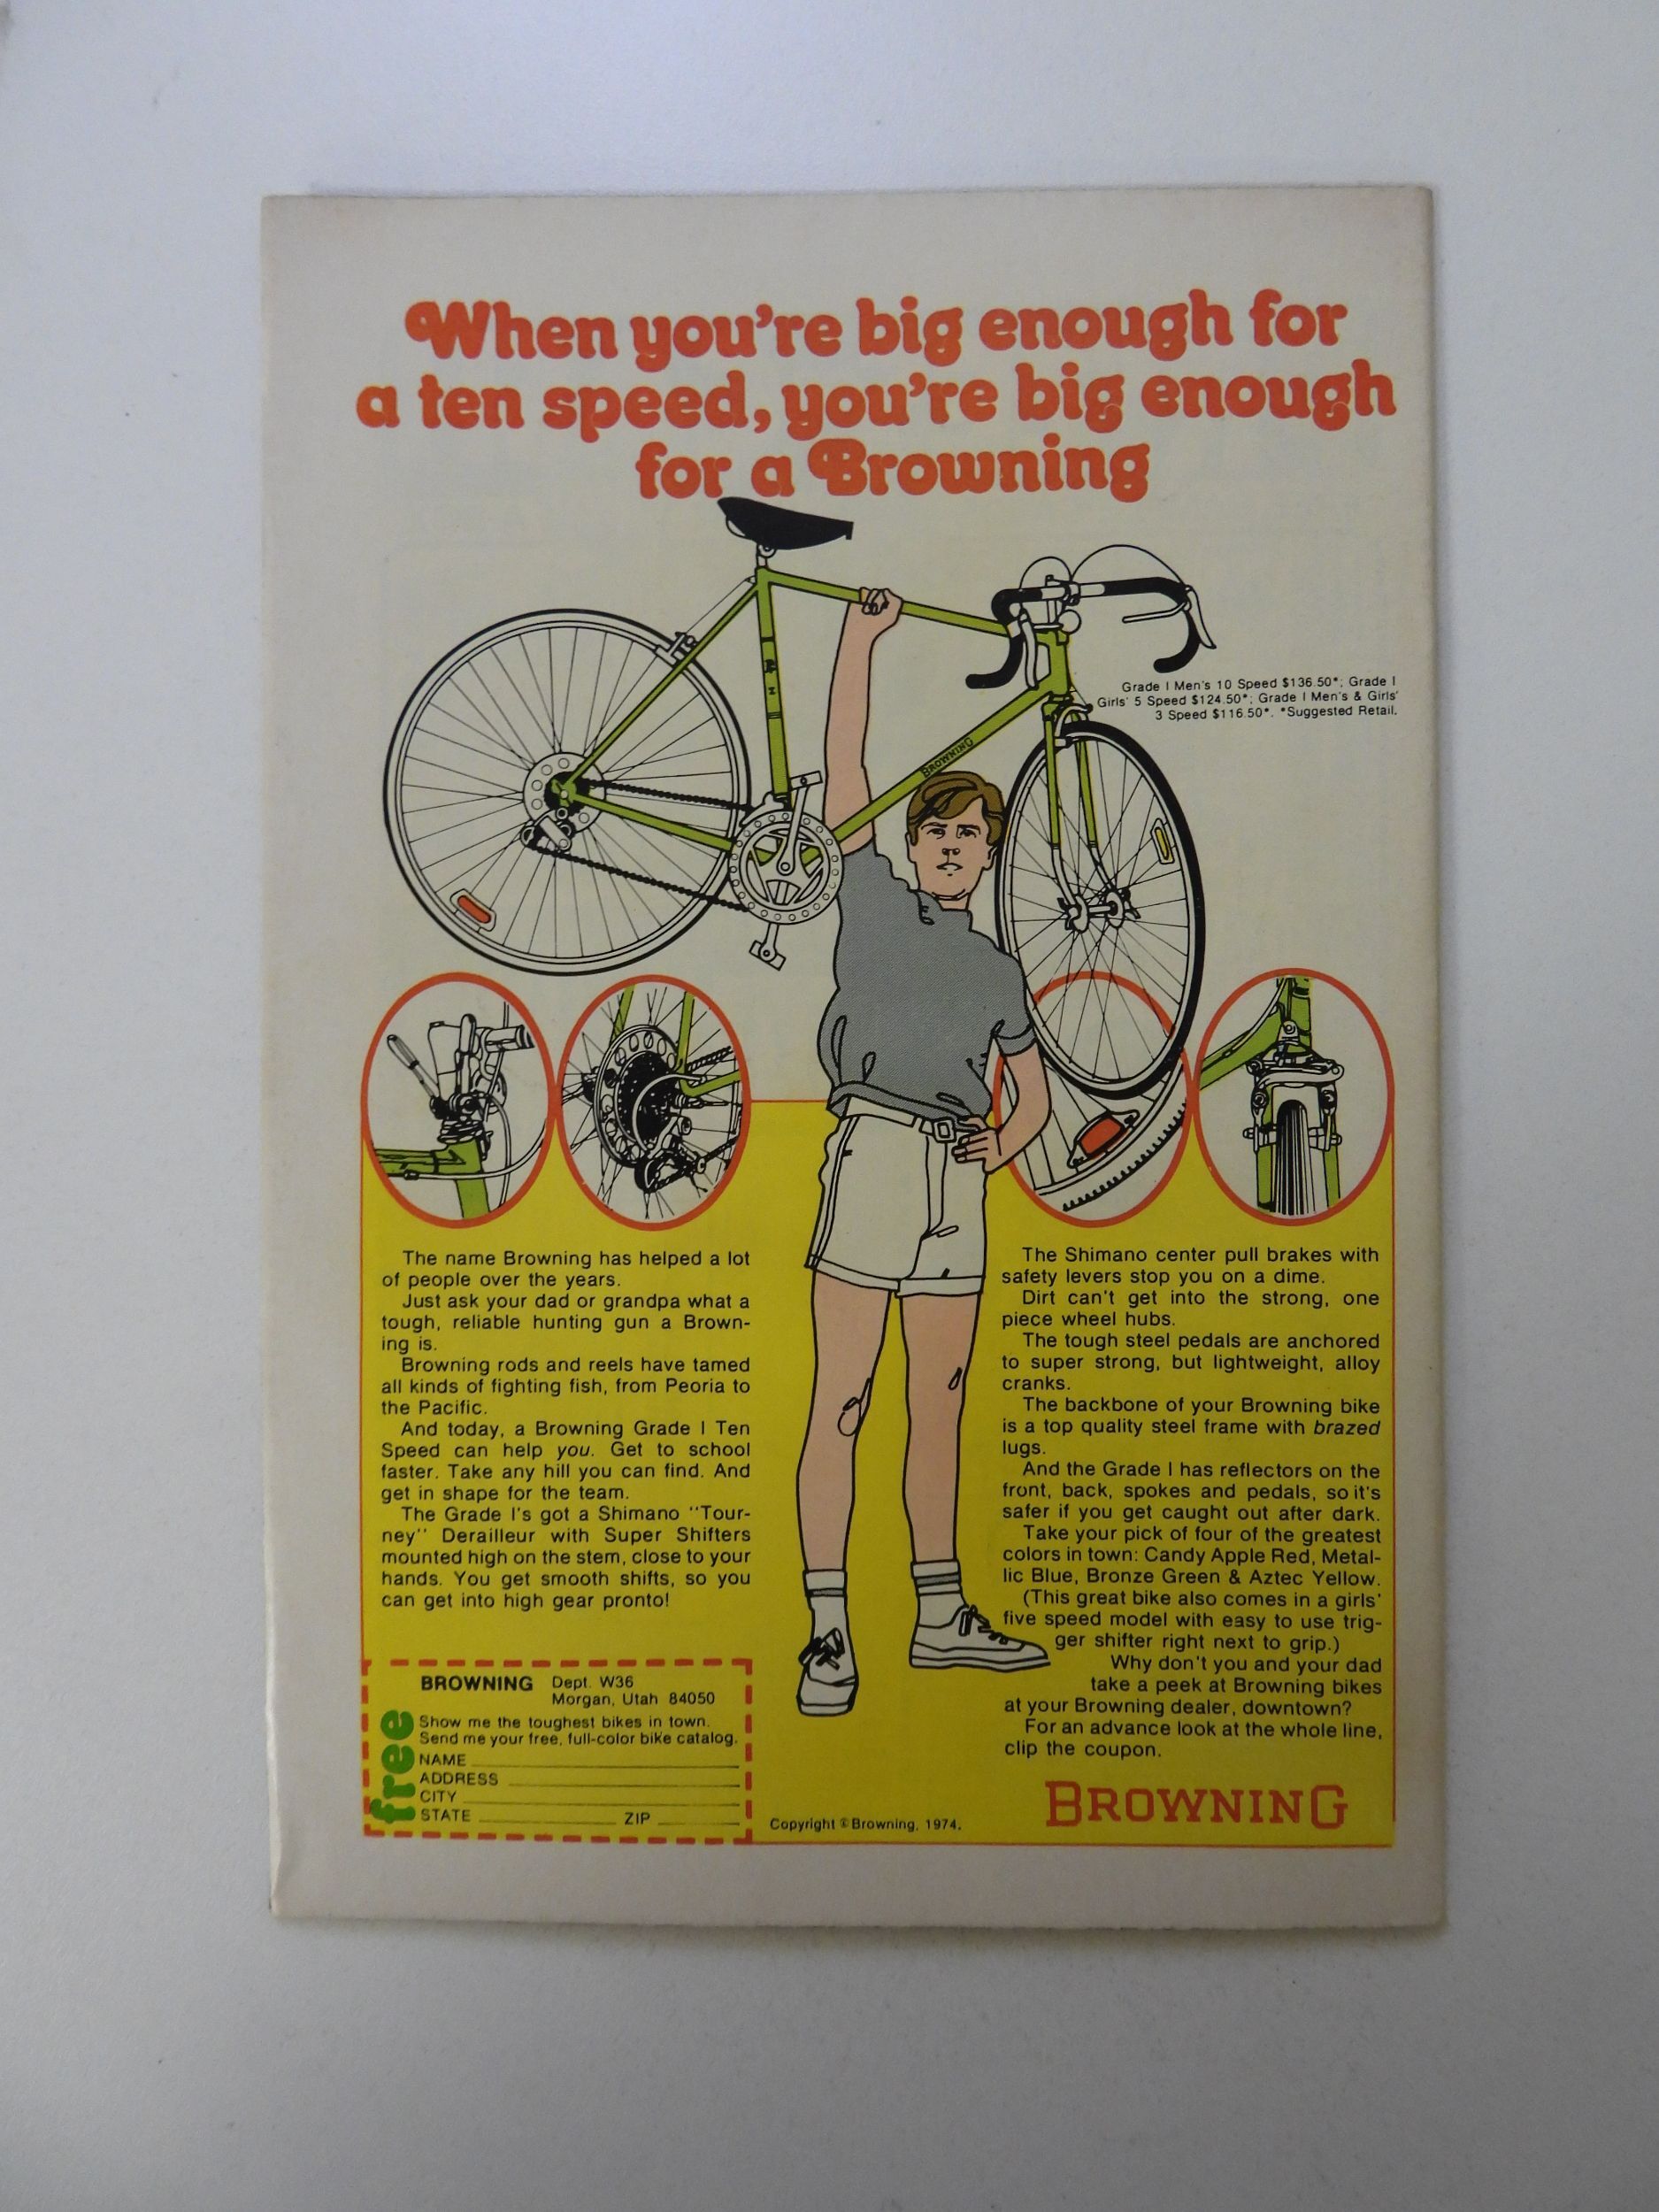 When you're big enough for
a ten speed, you're big enough
for a Browning
Grade I Men's 10 Speed $136.50*; Grade I
Girls' 5 Speed $124.50*; Grade I Men's & Girls'
3 Speed $116.50*. *Suggested Retail.
BROWNING
The name Browning has helped a lot
of people over the years.
Just ask your dad or grandpa what a
tough, reliable hunting gun a Brown-
ing is.
Browning rods and reels have tamed
all kinds of fighting fish, from Peoria to
the Pacific.
And today, a Browning Grade I Ten
Speed can help you. Get to school
faster. Take any hill you can find. And
get in shape for the team.
The Grade I's got a Shimano "Tour-
ney" Derailleur with Super Shifters
mounted high on the stem, close to your
hands. You get smooth shifts, so you
can get into high gear pronto!
The Shimano center pull brakes with
safety levers stop you on a dime.
Dirt can't get into the strong, one
piece wheel hubs.
The tough steel pedals are anchored
to super strong, but lightweight, alloy
cranks.
The backbone of your Browning bike
is a top quality steel frame with brazed
lugs.
And the Grade I has reflectors on the
front, back, spokes and pedals, so it's
safer if you get caught out after dark.
Take your pick of four of the greatest
colors in town: Candy Apple Red, Metal-
lic Blue, Bronze Green & Aztec Yellow.
(This great bike also comes in a girls'
five speed model with easy to use trig-
ger shifter right next to grip.)
Why don't you and your dad
take a peek at Browning bikes
at your Browning dealer, downtown?
For an advance look at the whole line,
clip the coupon.
BROWNING Dept. W36
Morgan, Utah 84050
free
Show me the toughest bikes in town.
Send me your free, full-color bike catalog.
NAME
ADDRESS
CITY
STATE ZIP
Copyright © Browning, 1974.
BROWNING